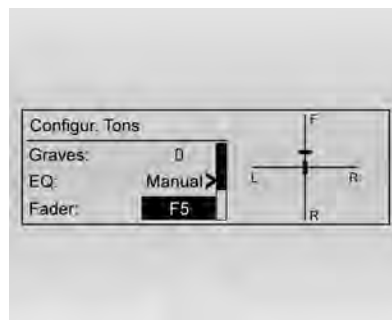 Configur. Tons
Graves: 0
EQ: Manual >
Fader: F5
F
L R
R